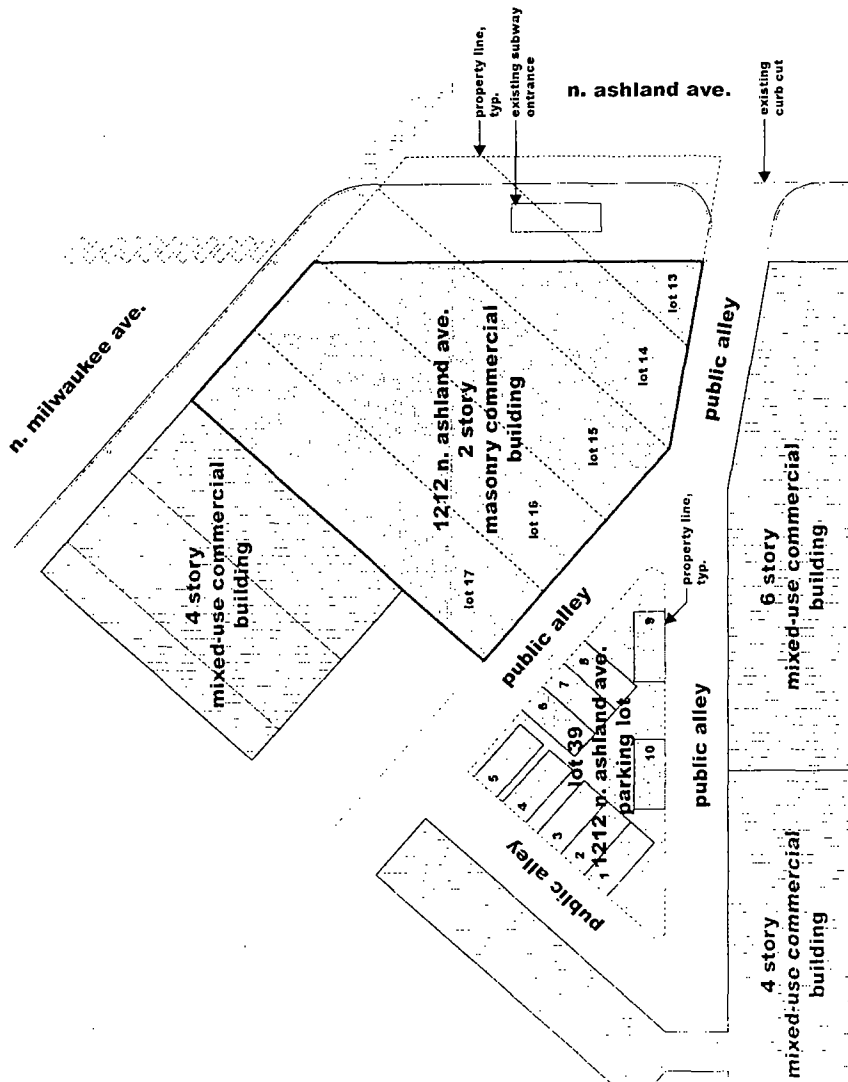 n. ashland ave.
property line,
typ.
existing subway
entrance
existing
curb cut
n. milwaukee ave.
4 story
mixed-use commercial
building
1212 n. ashland ave.
2 story
masonry commercial
building
lot 13
lot 14
lot 15
lot 16
lot 17
public alley
public alley
property line,
typ.
lot 39
1212 n. ashland ave.
parking lot
1
2
3
4
5
6
7
8
9
10
public alley
public alley
6 story
mixed-use commercial
building
4 story
mixed-use commercial
building